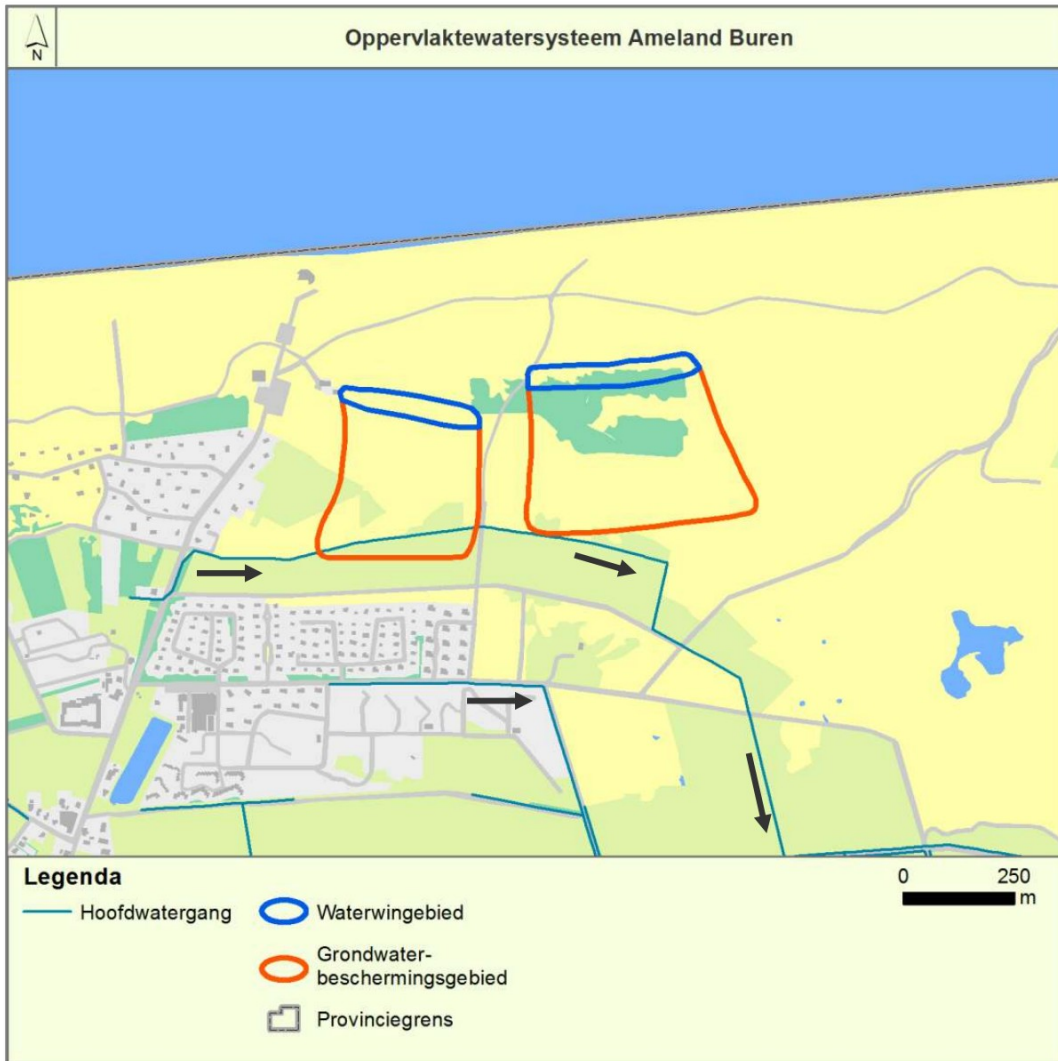 N
Oppervlaktewatersysteem Ameland Buren
Legenda
Hoofdwatergang
Waterwingebied
Grondwater-
beschermingsgebied
Provinciegrens
0 250
m